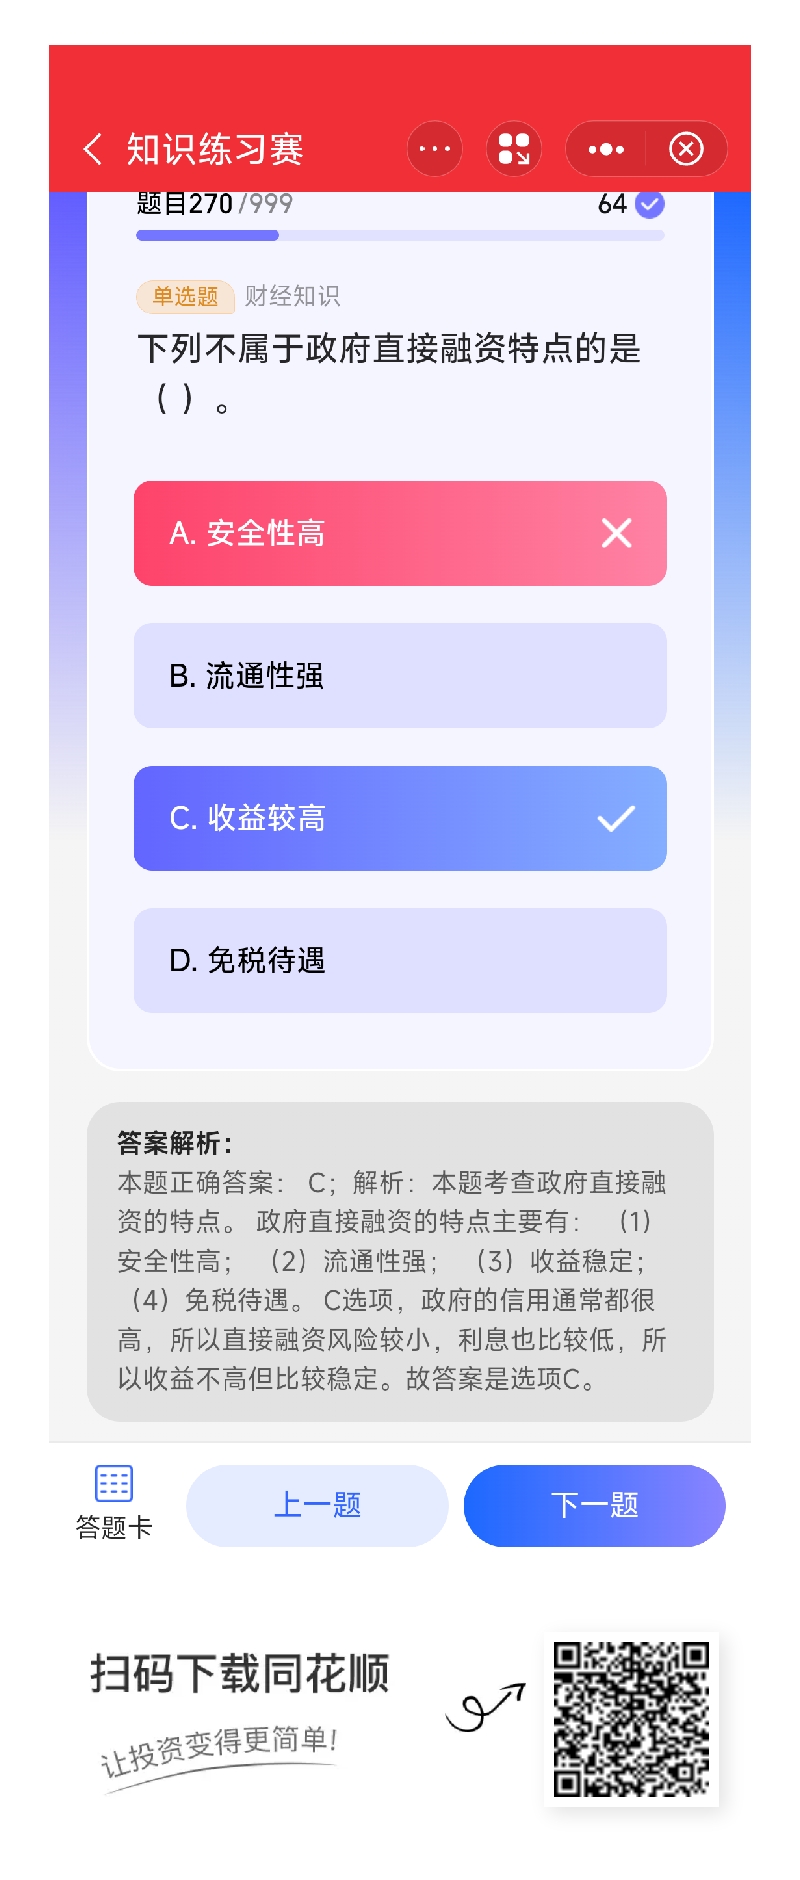 知识练习赛
题目270/999 64
单选题 财经知识
下列不属于政府直接融资特点的是
（ ）。
A. 安全性高
B. 流通性强
C. 收益较高
D. 免税待遇
答案解析：
本题正确答案： C；解析：本题考查政府直接融
资的特点。 政府直接融资的特点主要有： （1）
安全性高； （2）流通性强； （3）收益稳定；
（4）免税待遇。 C选项，政府的信用通常都很
高，所以直接融资风险较小，利息也比较低，所
以收益不高但比较稳定。故答案是选项C。
答题卡 上一题 下一题
扫码下载同花顺
让投资变得更简单!